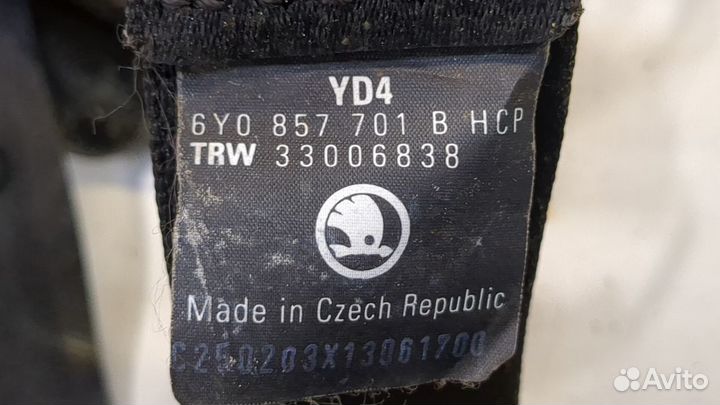 YD4
6Y0 857 701 B HCP
TRW 33006838
Made in Czech Republic
C250203X13061700
Avito